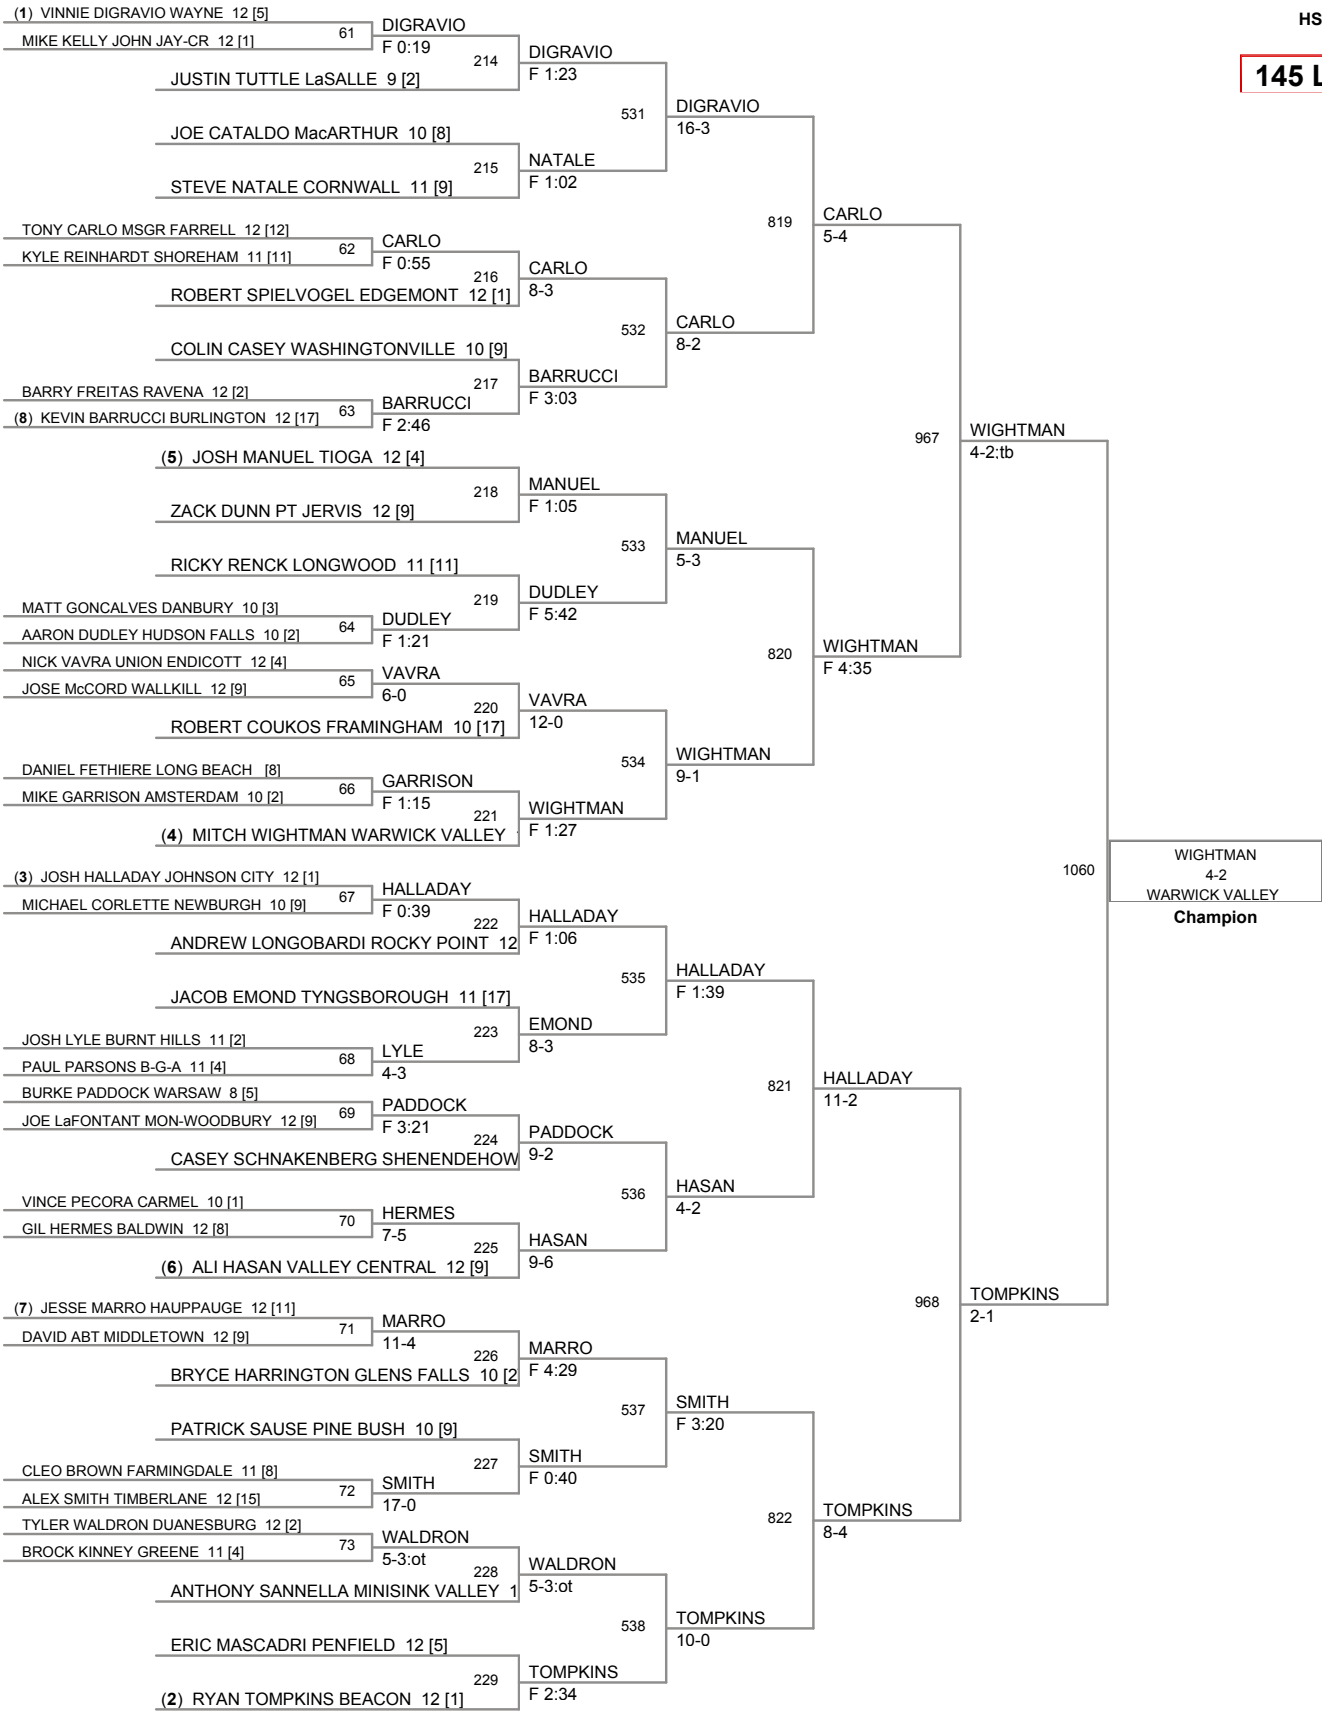 HS
145 L
(1) VINNIE DIGRAVIO WAYNE 12 [5]
61
DIGRAVIO
MIKE KELLY JOHN JAY-CR 12 [1]
F 0:19
214
DIGRAVIO
F 1:23
JUSTIN TUTTLE LaSALLE 9 [2]
531
DIGRAVIO
16-3
JOE CATALDO MacARTHUR 10 [8]
215
NATALE
F 1:02
STEVE NATALE CORNWALL 11 [9]
819
CARLO
5-4
TONY CARLO MSGR FARRELL 12 [12]
62
CARLO
KYLE REINHARDT SHOREHAM 11 [11]
F 0:55
216
CARLO
8-3
ROBERT SPIELVOGEL EDGEMONT 12 [1]
532
CARLO
8-2
COLIN CASEY WASHINGTONVILLE 10 [9]
217
BARRUCCI
F 3:03
BARRY FREITAS RAVENA 12 [2]
63
BARRUCCI
(8) KEVIN BARRUCCI BURLINGTON 12 [17]
F 2:46
967
WIGHTMAN
4-2;tb
(5) JOSH MANUEL TIOGA 12 [4]
218
MANUEL
F 1:05
ZACK DUNN PT JERVIS 12 [9]
533
MANUEL
5-3
RICKY RENCK LONGWOOD 11 [11]
219
DUDLEY
F 5:42
MATT GONCALVES DANBURY 10 [3]
64
DUDLEY
AARON DUDLEY HUDSON FALLS 10 [2]
F 1:21
820
WIGHTMAN
F 4:35
NICK VAVRA UNION ENDICOTT 12 [4]
65
VAVRA
JOSE McCORD WALLKILL 12 [9]
6-0
220
VAVRA
12-0
ROBERT COUKOS FRAMINGHAM 10 [17]
534
WIGHTMAN
9-1
DANIEL FETHIERE LONG BEACH [8]
66
GARRISON
MIKE GARRISON AMSTERDAM 10 [2]
F 1:15
221
WIGHTMAN
F 1:27
(4) MITCH WIGHTMAN WARWICK VALLEY
1060
WIGHTMAN
4-2
WARWICK VALLEY
Champion
(3) JOSH HALLADAY JOHNSON CITY 12 [1]
67
HALLADAY
MICHAEL CORLETTE NEWBURGH 10 [9]
F 0:39
222
HALLADAY
F 1:06
ANDREW LONGOBARDI ROCKY POINT 12
535
HALLADAY
F 1:39
JACOB EMOND TYNGSBOROUGH 11 [17]
223
EMOND
8-3
JOSH LYLE BURNT HILLS 11 [2]
68
LYLE
PAUL PARSONS B-G-A 11 [4]
4-3
821
HALLADAY
11-2
BURKE PADDOCK WARSAW 8 [5]
69
PADDOCK
JOE LaFONTANT MON-WOODBURY 12 [9]
F 3:21
224
PADDOCK
9-2
CASEY SCHNAKENBERG SHENENDEHOW
536
HASAN
4-2
VINCE PECORA CARMEL 10 [1]
70
HERMES
GIL HERMES BALDWIN 12 [8]
7-5
225
HASAN
9-6
(6) ALI HASAN VALLEY CENTRAL 12 [9]
968
TOMPKINS
2-1
(7) JESSE MARRO HAUPPAUGE 12 [11]
71
MARRO
DAVID ABT MIDDLETOWN 12 [9]
11-4
226
MARRO
F 4:29
BRYCE HARRINGTON GLENS FALLS 10 [2
537
SMITH
F 3:20
PATRICK SAUSE PINE BUSH 10 [9]
227
SMITH
F 0:40
CLEO BROWN FARMINGDALE 11 [8]
72
SMITH
ALEX SMITH TIMBERLANE 12 [15]
17-0
822
TOMPKINS
8-4
TYLER WALDRON DUANESBURG 12 [2]
73
WALDRON
BROCK KINNEY GREENE 11 [4]
5-3:ot
228
WALDRON
5-3:ot
ANTHONY SANNELLA MINISINK VALLEY 1
538
TOMPKINS
10-0
ERIC MASCADRI PENFIELD 12 [5]
229
TOMPKINS
F 2:34
(2) RYAN TOMPKINS BEACON 12 [1]